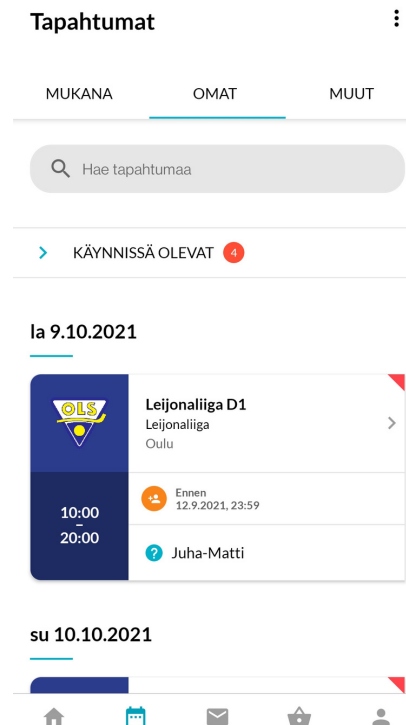 Tapahtumat
MUKANA
OMAT
MUUT
Hae tapahtumaa
KÄYNNISSÄ OLEVAT 4
la 9.10.2021
OLS
Leijonaliiga D1
Leijonaliiga
Oulu
10:00
–
20:00
Ennen
12.9.2021, 23:59
? Juha-Matti
su 10.10.2021